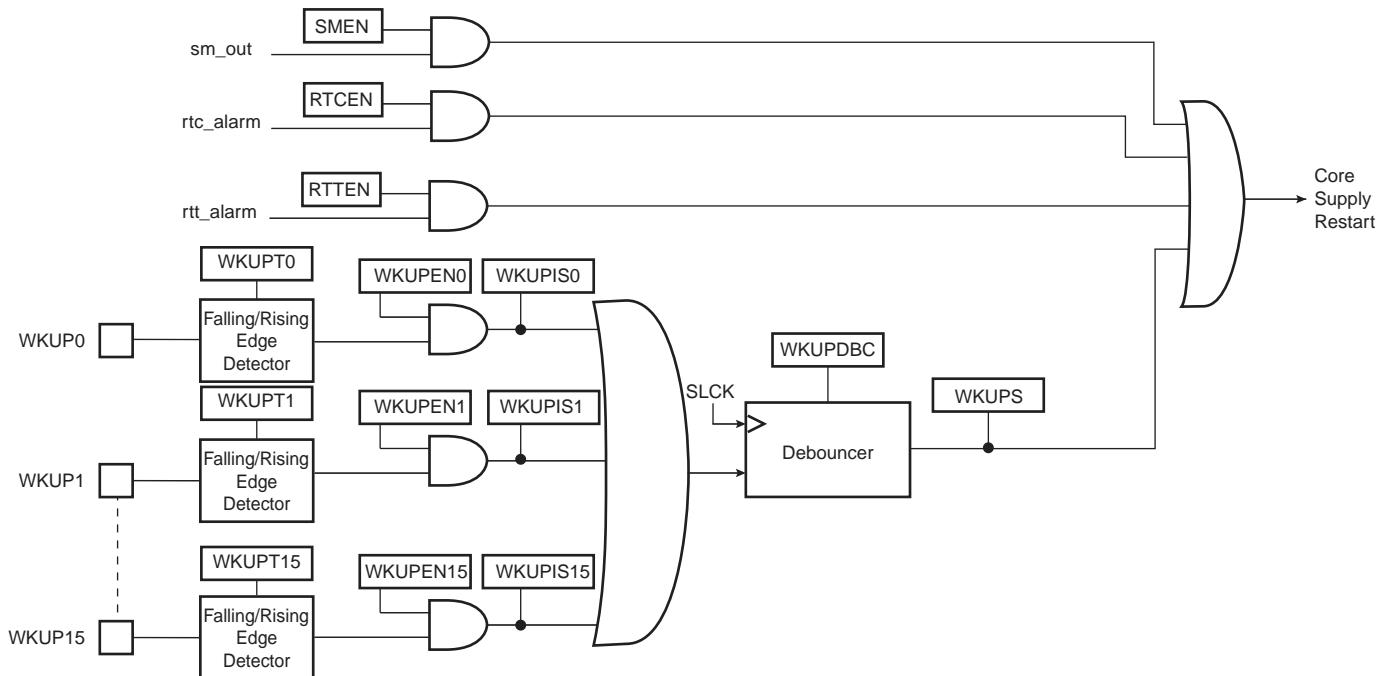 SMEN
sm_out
RTCEN
rtc_alarm
RTTEN
rtt_alarm
Core
Supply
Restart
WKUPT0
WKUPEN0
WKUPIS0
WKUP0
Falling/Rising
Edge
Detector
WKUPDBC
WKUPT1
WKUPEN1
WKUPIS1
SLCK
WKUPS
WKUP1
Falling/Rising
Edge
Detector
Debouncer
WKUPT15
WKUPEN15
WKUPIS15
WKUP15
Falling/Rising
Edge
Detector